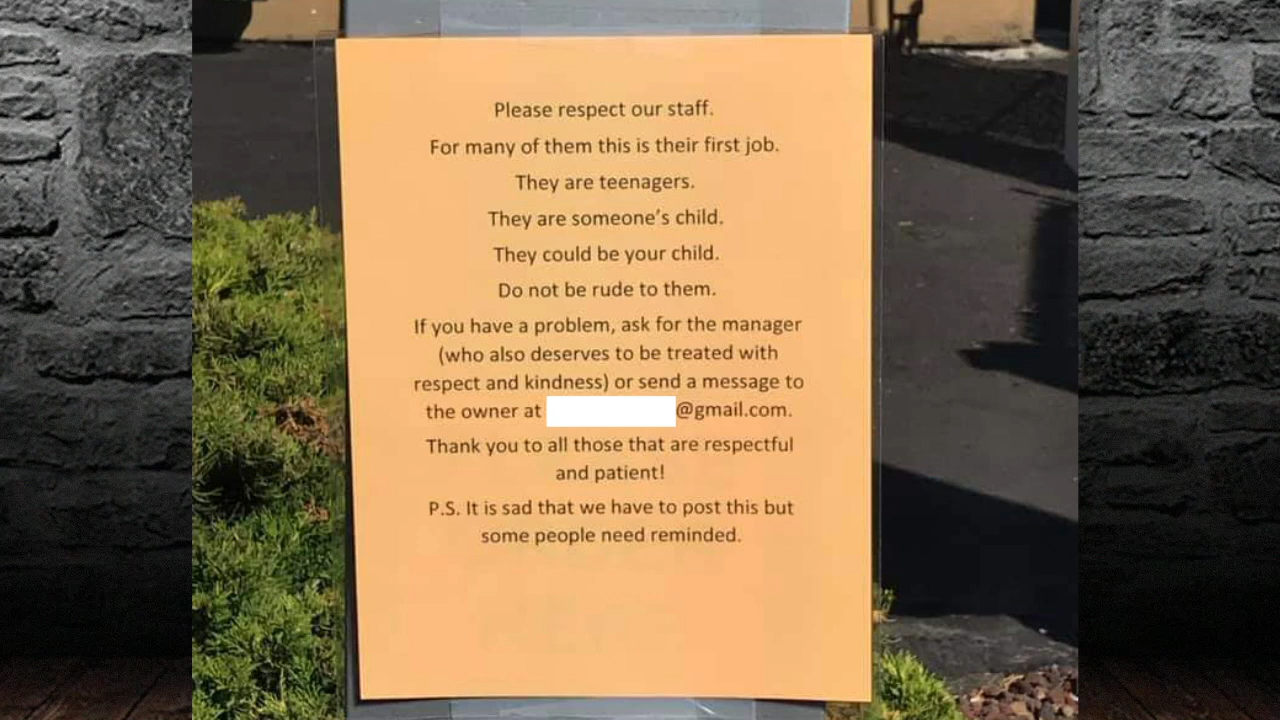 Please respect our staff.
For many of them this is their first job.
They are teenagers.
They are someone's child.
They could be your child.
Do not be rude to them.
If you have a problem, ask for the manager
(who also deserves to be treated with
respect and kindness) or send a message to
the owner at @gmail.com.
Thank you to all those that are respectful
and patient!
P.S. It is sad that we have to post this but
some people need reminded.